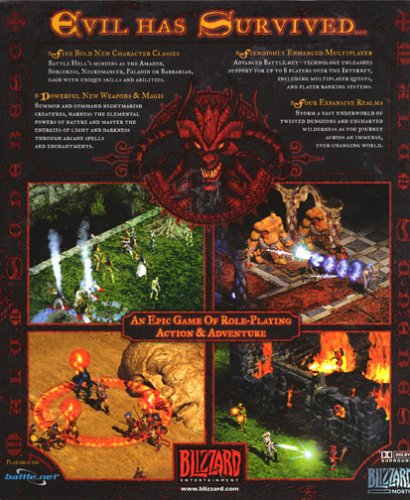 EVIL HAS SURVIVED...
FIVE BOLD NEW CHARACTER CLASSES
BATTLE HELL'S MINIONS AS THE AMAZON,
SORCERESS, NECROMANCER, PALADIN OR BARBARIAN,
EACH WITH UNIQUE SKILLS AND ABILITIES.
POWERFUL NEW WEAPONS & MAGIC
SUMMON AND COMMAND NIGHTMARISH
CREATURES, HARNESS THE ELEMENTAL
POWERS OF NATURE AND MASTER THE
ENERGIES OF LIGHT AND DARKNESS
THROUGH ARCANE SPELLS
AND ENCHANTMENTS.
FIENDISHLY ENHANCED MULTIPLAYER
ADVANCED BATTLE.NET TECHNOLOGY UNLEASHES
SUPPORT FOR UP TO 8 PLAYERS OVER THE INTERNET,
INCLUDING MULTIPLAYER QUESTS,
AND PLAYER RANKING SYSTEMS.
FOUR EXPANSIVE REALMS
STORM A VAST UNDERWORLD OF
TWISTED DUNGEONS AND UNCHARTED
WILDERNESS AS YOU JOURNEY
ACROSS AN IMMENSE,
EVER-CHANGING WORLD.
AN EPIC GAME OF ROLE-PLAYING
ACTION & ADVENTURE
PLAYABLE ON
battle.net
BLIZZARD
ENTERTAINMENT
www.blizzard.com
DOLBY
SURROUND
BLIZZARD
NORTH